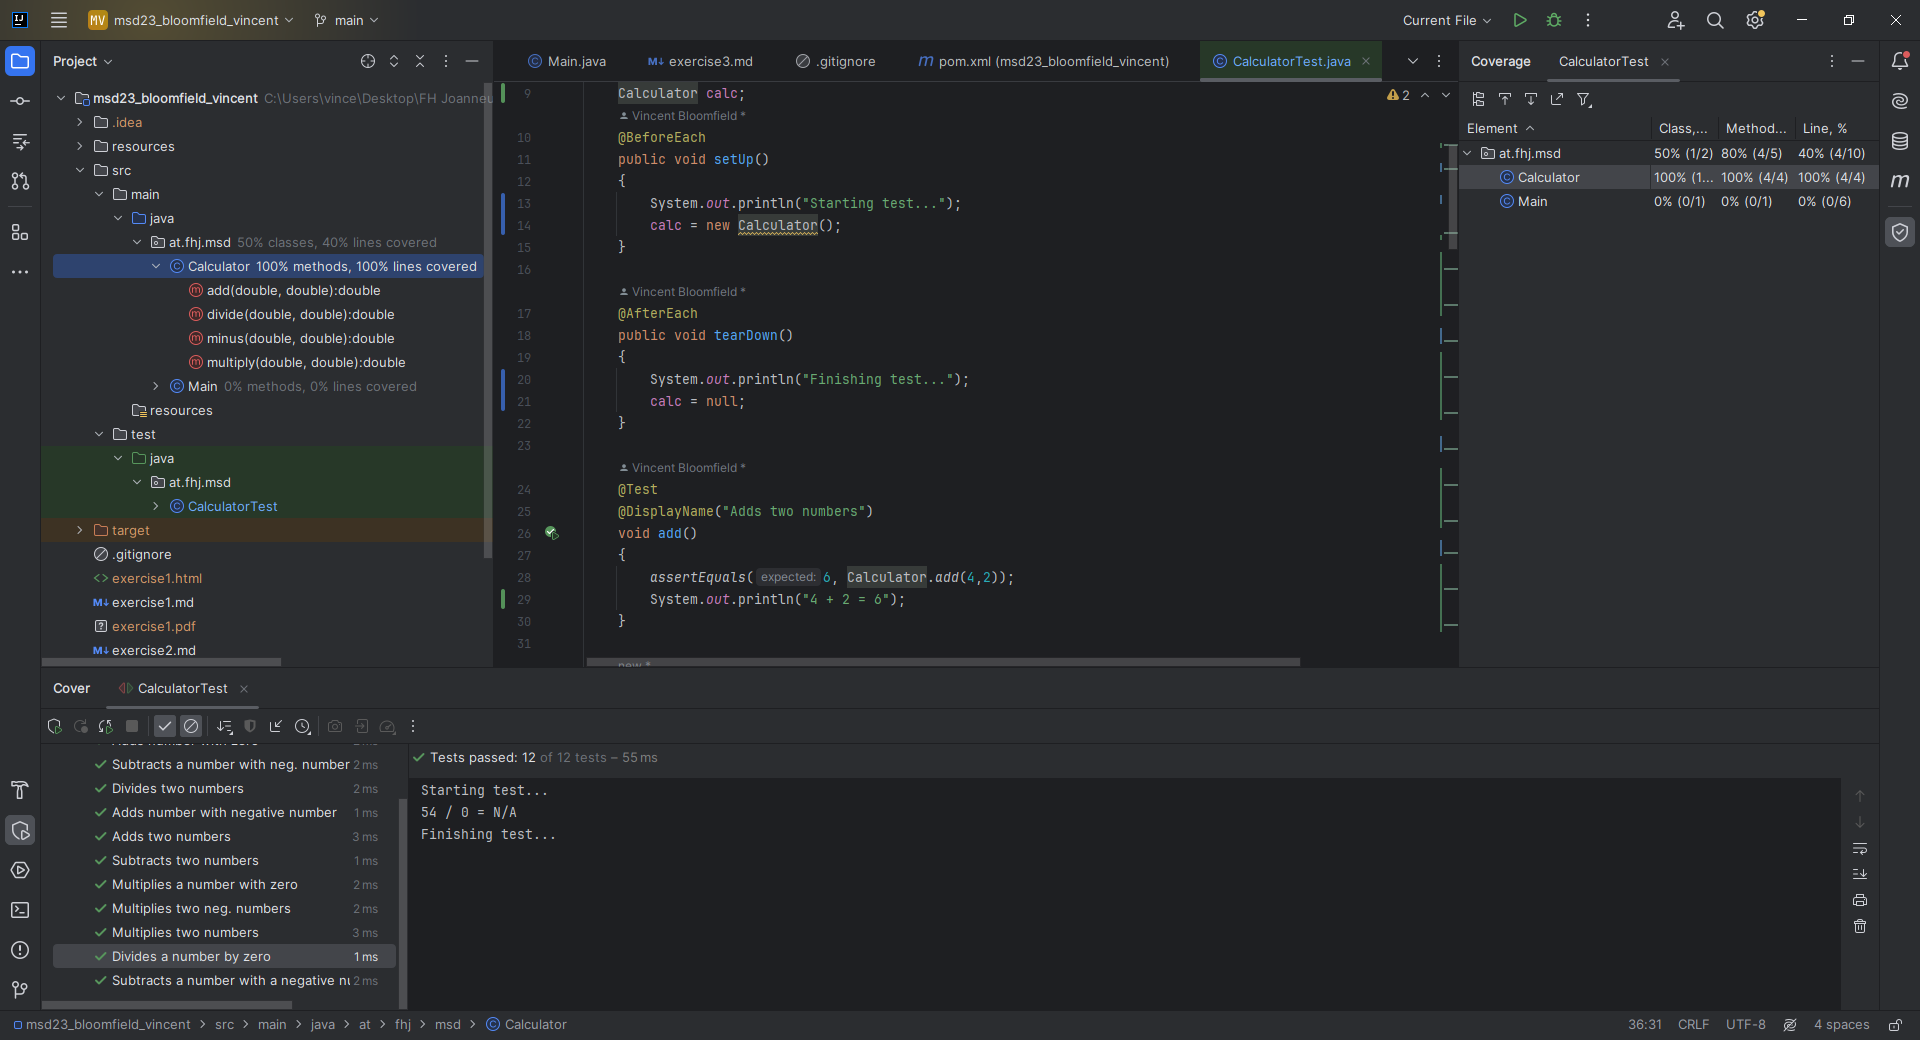 MV msd23_bloomfield_vincent main Current File
Project
msd23_bloomfield_vincent C:\Users\vince\Desktop\FH Joanneu
.idea
resources
src
main
java
at.fhj.msd 50% classes, 40% lines covered
Calculator 100% methods, 100% lines covered
add(double, double):double
divide(double, double):double
minus(double, double):double
multiply(double, double):double
Main 0% methods, 0% lines covered
resources
test
java
at.fhj.msd
CalculatorTest
target
.gitignore
exercise1.html
exercise1.md
exercise1.pdf
exercise2.md
Main.java exercise3.md .gitignore pom.xml (msd23_bloomfield_vincent) CalculatorTest.java
2
9 Calculator calc;
Vincent Bloomfield *
10 @BeforeEach
11 public void setUp()
12 {
13 System.out.println("Starting test...");
14 calc = new Calculator();
15 }
16
Vincent Bloomfield *
17 @AfterEach
18 public void tearDown()
19 {
20 System.out.println("Finishing test...");
21 calc = null;
22 }
23
Vincent Bloomfield *
24 @Test
25 @DisplayName("Adds two numbers")
26 void add()
27 {
28 assertEquals( expected: 6, Calculator.add(4,2));
29 System.out.println("4 + 2 = 6");
30 }
31
new *
Coverage CalculatorTest
Element Class,... Method... Line, %
at.fhj.msd 50% (1/2) 80% (4/5) 40% (4/10)
Calculator 100% (1... 100% (4/4) 100% (4/4)
Main 0% (0/1) 0% (0/1) 0% (0/6)
Cover CalculatorTest
Adds number with zero 2 ms
Subtracts a number with neg. number 2 ms
Divides two numbers 2 ms
Adds number with negative number 1 ms
Adds two numbers 3 ms
Subtracts two numbers 1 ms
Multiplies a number with zero 2 ms
Multiplies two neg. numbers 2 ms
Multiplies two numbers 3 ms
Divides a number by zero 1 ms
Subtracts a number with a negative nu 2 ms
Tests passed: 12 of 12 tests – 55 ms
Starting test...
54 / 0 = N/A
Finishing test...
msd23_bloomfield_vincent > src > main > java > at > fhj > msd > Calculator 36:31 CRLF UTF-8 4 spaces